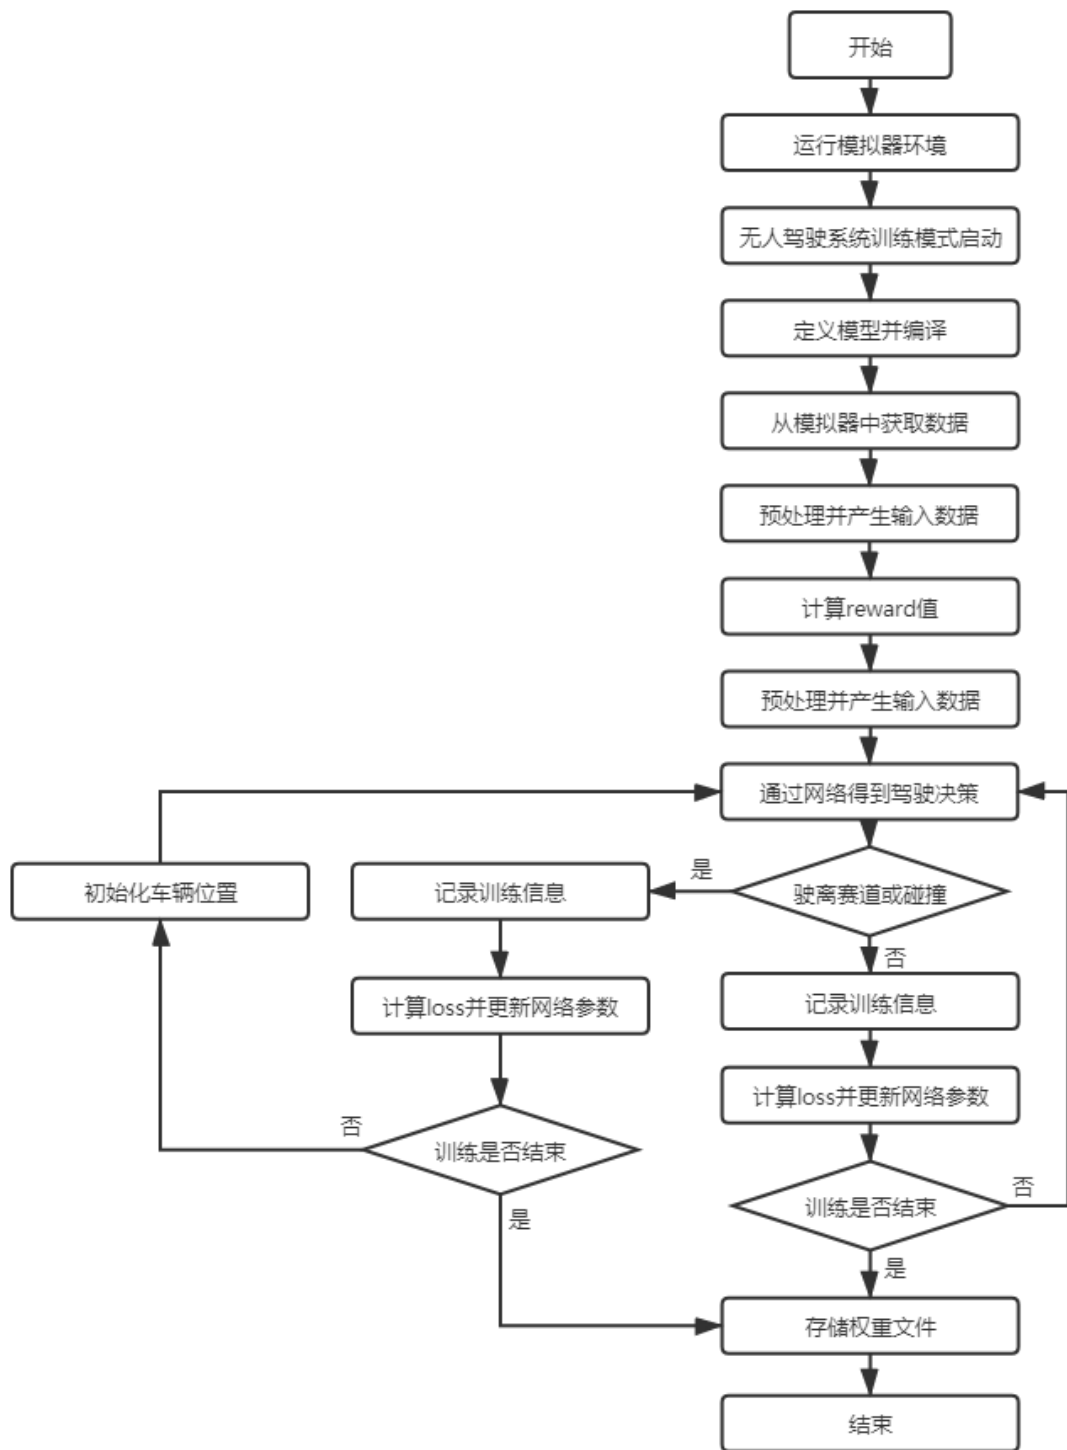 开始
运行模拟器环境
无人驾驶系统训练模式启动
定义模型并编译
从模拟器中获取数据
预处理并产生输入数据
计算reward值
预处理并产生输入数据
通过网络得到驾驶决策
驶离赛道或碰撞
是
记录训练信息
初始化车辆位置
否
记录训练信息
计算loss并更新网络参数
计算loss并更新网络参数
训练是否结束
否
是
训练是否结束
否
是
存储权重文件
结束